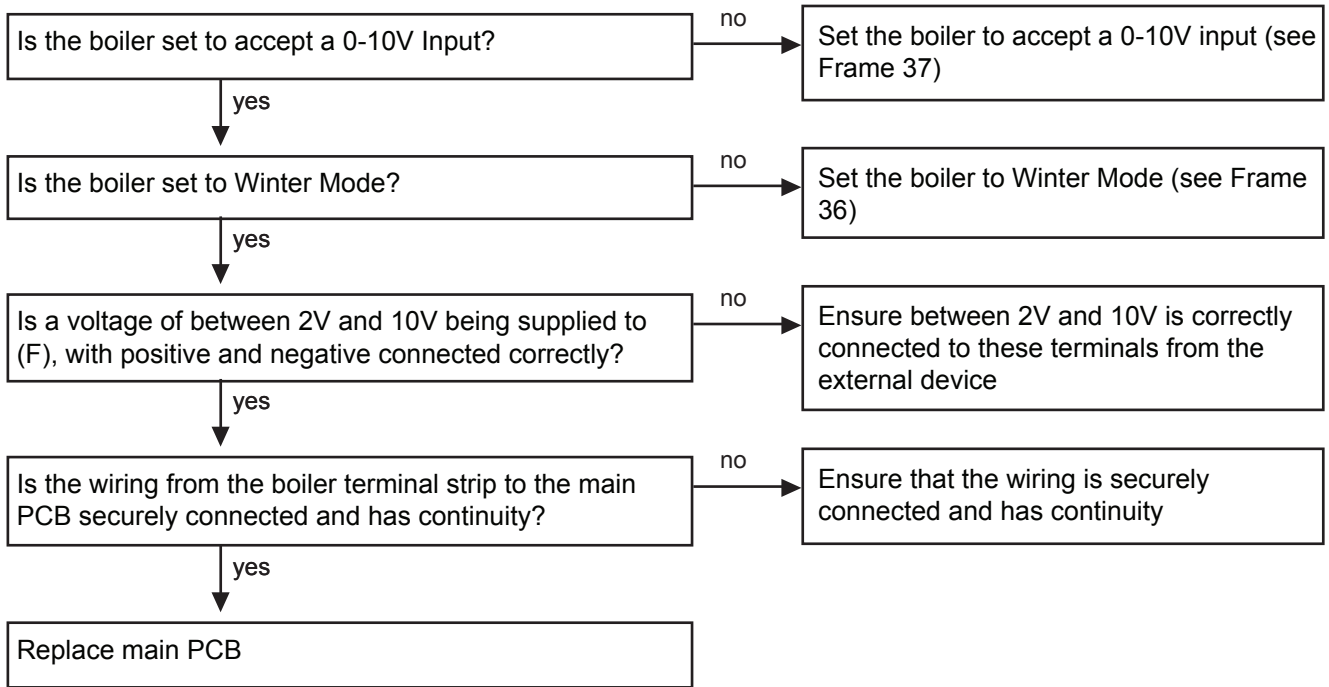 Is the boiler set to accept a 0-10V Input?
no
Set the boiler to accept a 0-10V input (see
Frame 37)
yes
Is the boiler set to Winter Mode?
no
Set the boiler to Winter Mode (see Frame
36)
yes
Is a voltage of between 2V and 10V being supplied to
(F), with positive and negative connected correctly?
no
Ensure between 2V and 10V is correctly
connected to these terminals from the
external device
yes
Is the wiring from the boiler terminal strip to the main
PCB securely connected and has continuity?
no
Ensure that the wiring is securely
connected and has continuity
yes
Replace main PCB